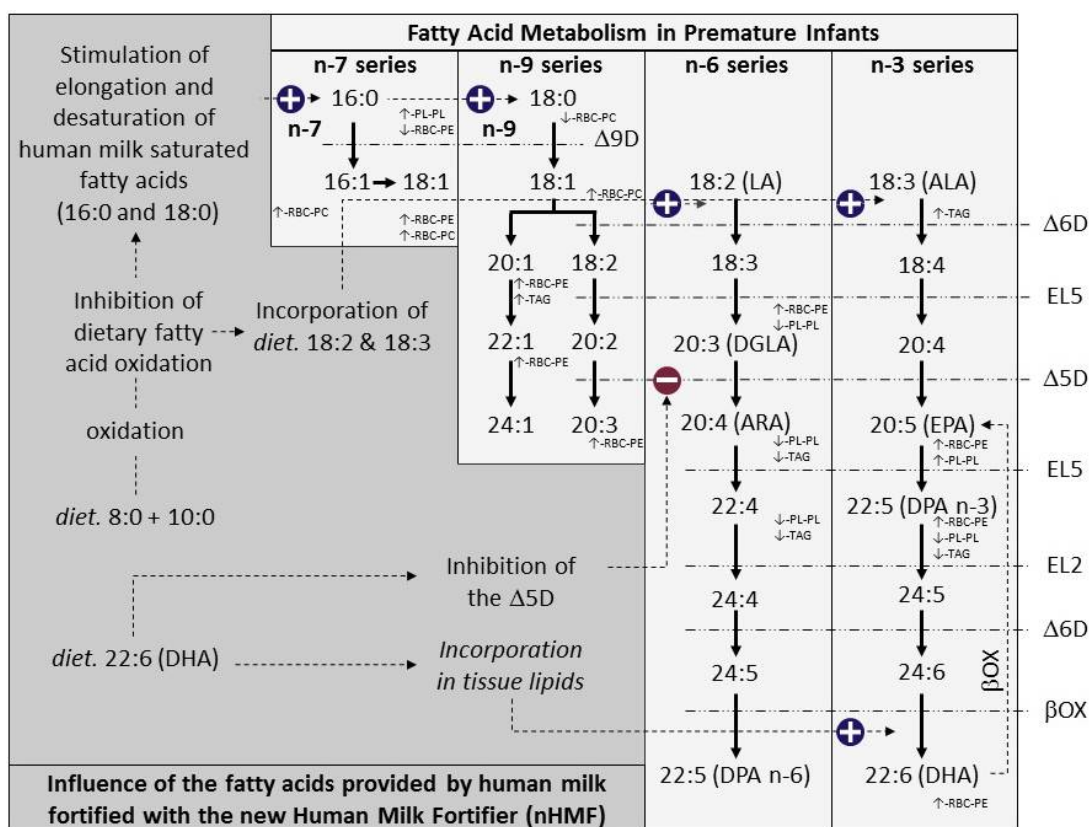 Fatty Acid Metabolism in Premature Infants
Stimulation of
elongation and
desaturation of
human milk saturated
fatty acids
(16:0 and 18:0)
Inhibition of
dietary fatty
acid oxidation
oxidation
diet. 8:0 + 10:0
Incorporation of
diet. 18:2 & 18:3
Inhibition of
the Δ5D
diet. 22:6 (DHA)
Incorporation
in tissue lipids
Influence of the fatty acids provided by human milk
fortified with the new Human Milk Fortifier (nHMF)
n-7 series
16:0
↑-PL-PL
↓-RBC-PE
n-7
16:1
18:1
↑-RBC-PC
↑-RBC-PE
↑-RBC-PC
n-9 series
18:0
↓-RBC-PC
n-9
Δ9D
18:1
↑-RBC-PC
20:1
18:2
↑-RBC-PE
↑-TAG
22:1
20:2
↑-RBC-PE
24:1
20:3
↑-RBC-PE
n-6 series
18:2 (LA)
18:3
↑-RBC-PE
↓-PL-PL
20:3 (DGLA)
20:4 (ARA)
↓-PL-PL
↓-TAG
22:4
↓-PL-PL
↓-TAG
24:4
24:5
22:5 (DPA n-6)
n-3 series
18:3 (ALA)
↑-TAG
18:4
20:4
20:5 (EPA)
↑-RBC-PE
↑-PL-PL
22:5 (DPA n-3)
↑-RBC-PE
↓-PL-PL
↓-TAG
24:5
24:6
βOX
22:6 (DHA)
↑-RBC-PE
Δ6D
EL5
Δ5D
EL5
EL2
Δ6D
βOX